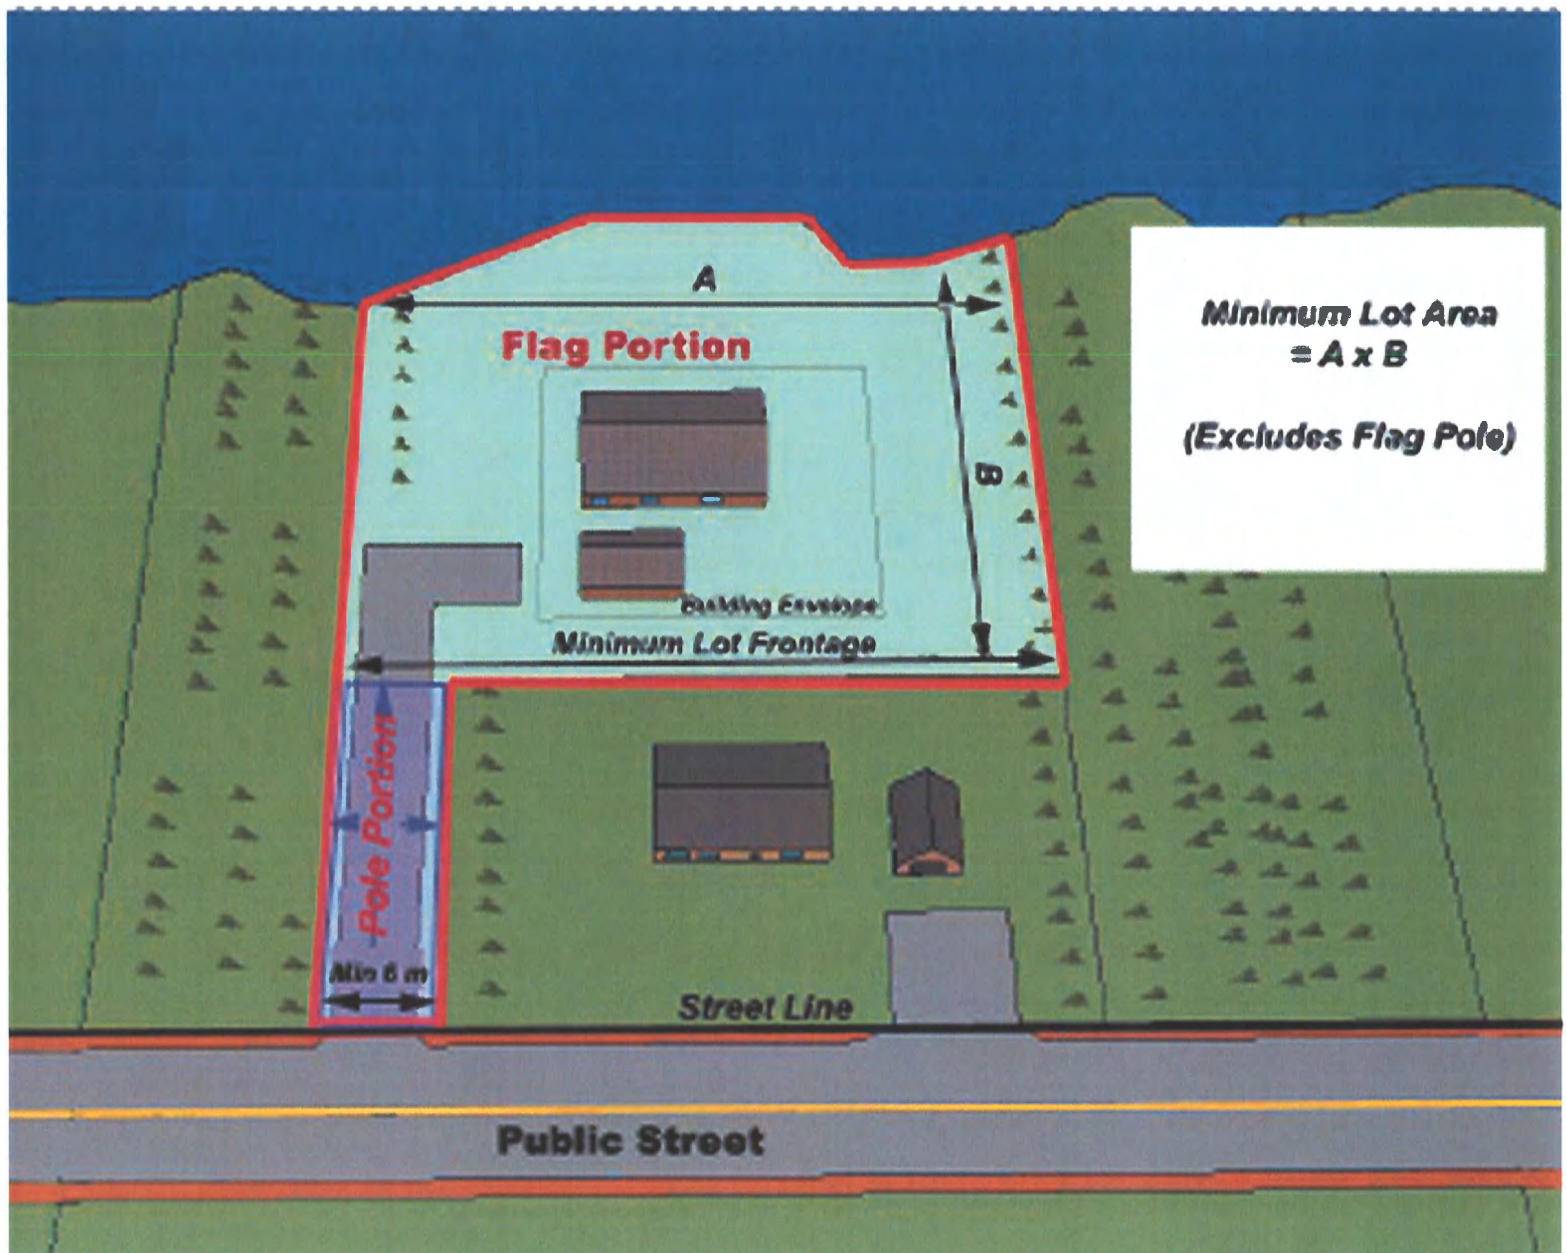 A
Flag Portion
Minimum Lot Area
= A x B
(Excludes Flag Pole)
B
Building Envelope
Minimum Lot Frontage
Pole Portion
Min 6 m
Street Line
Public Street